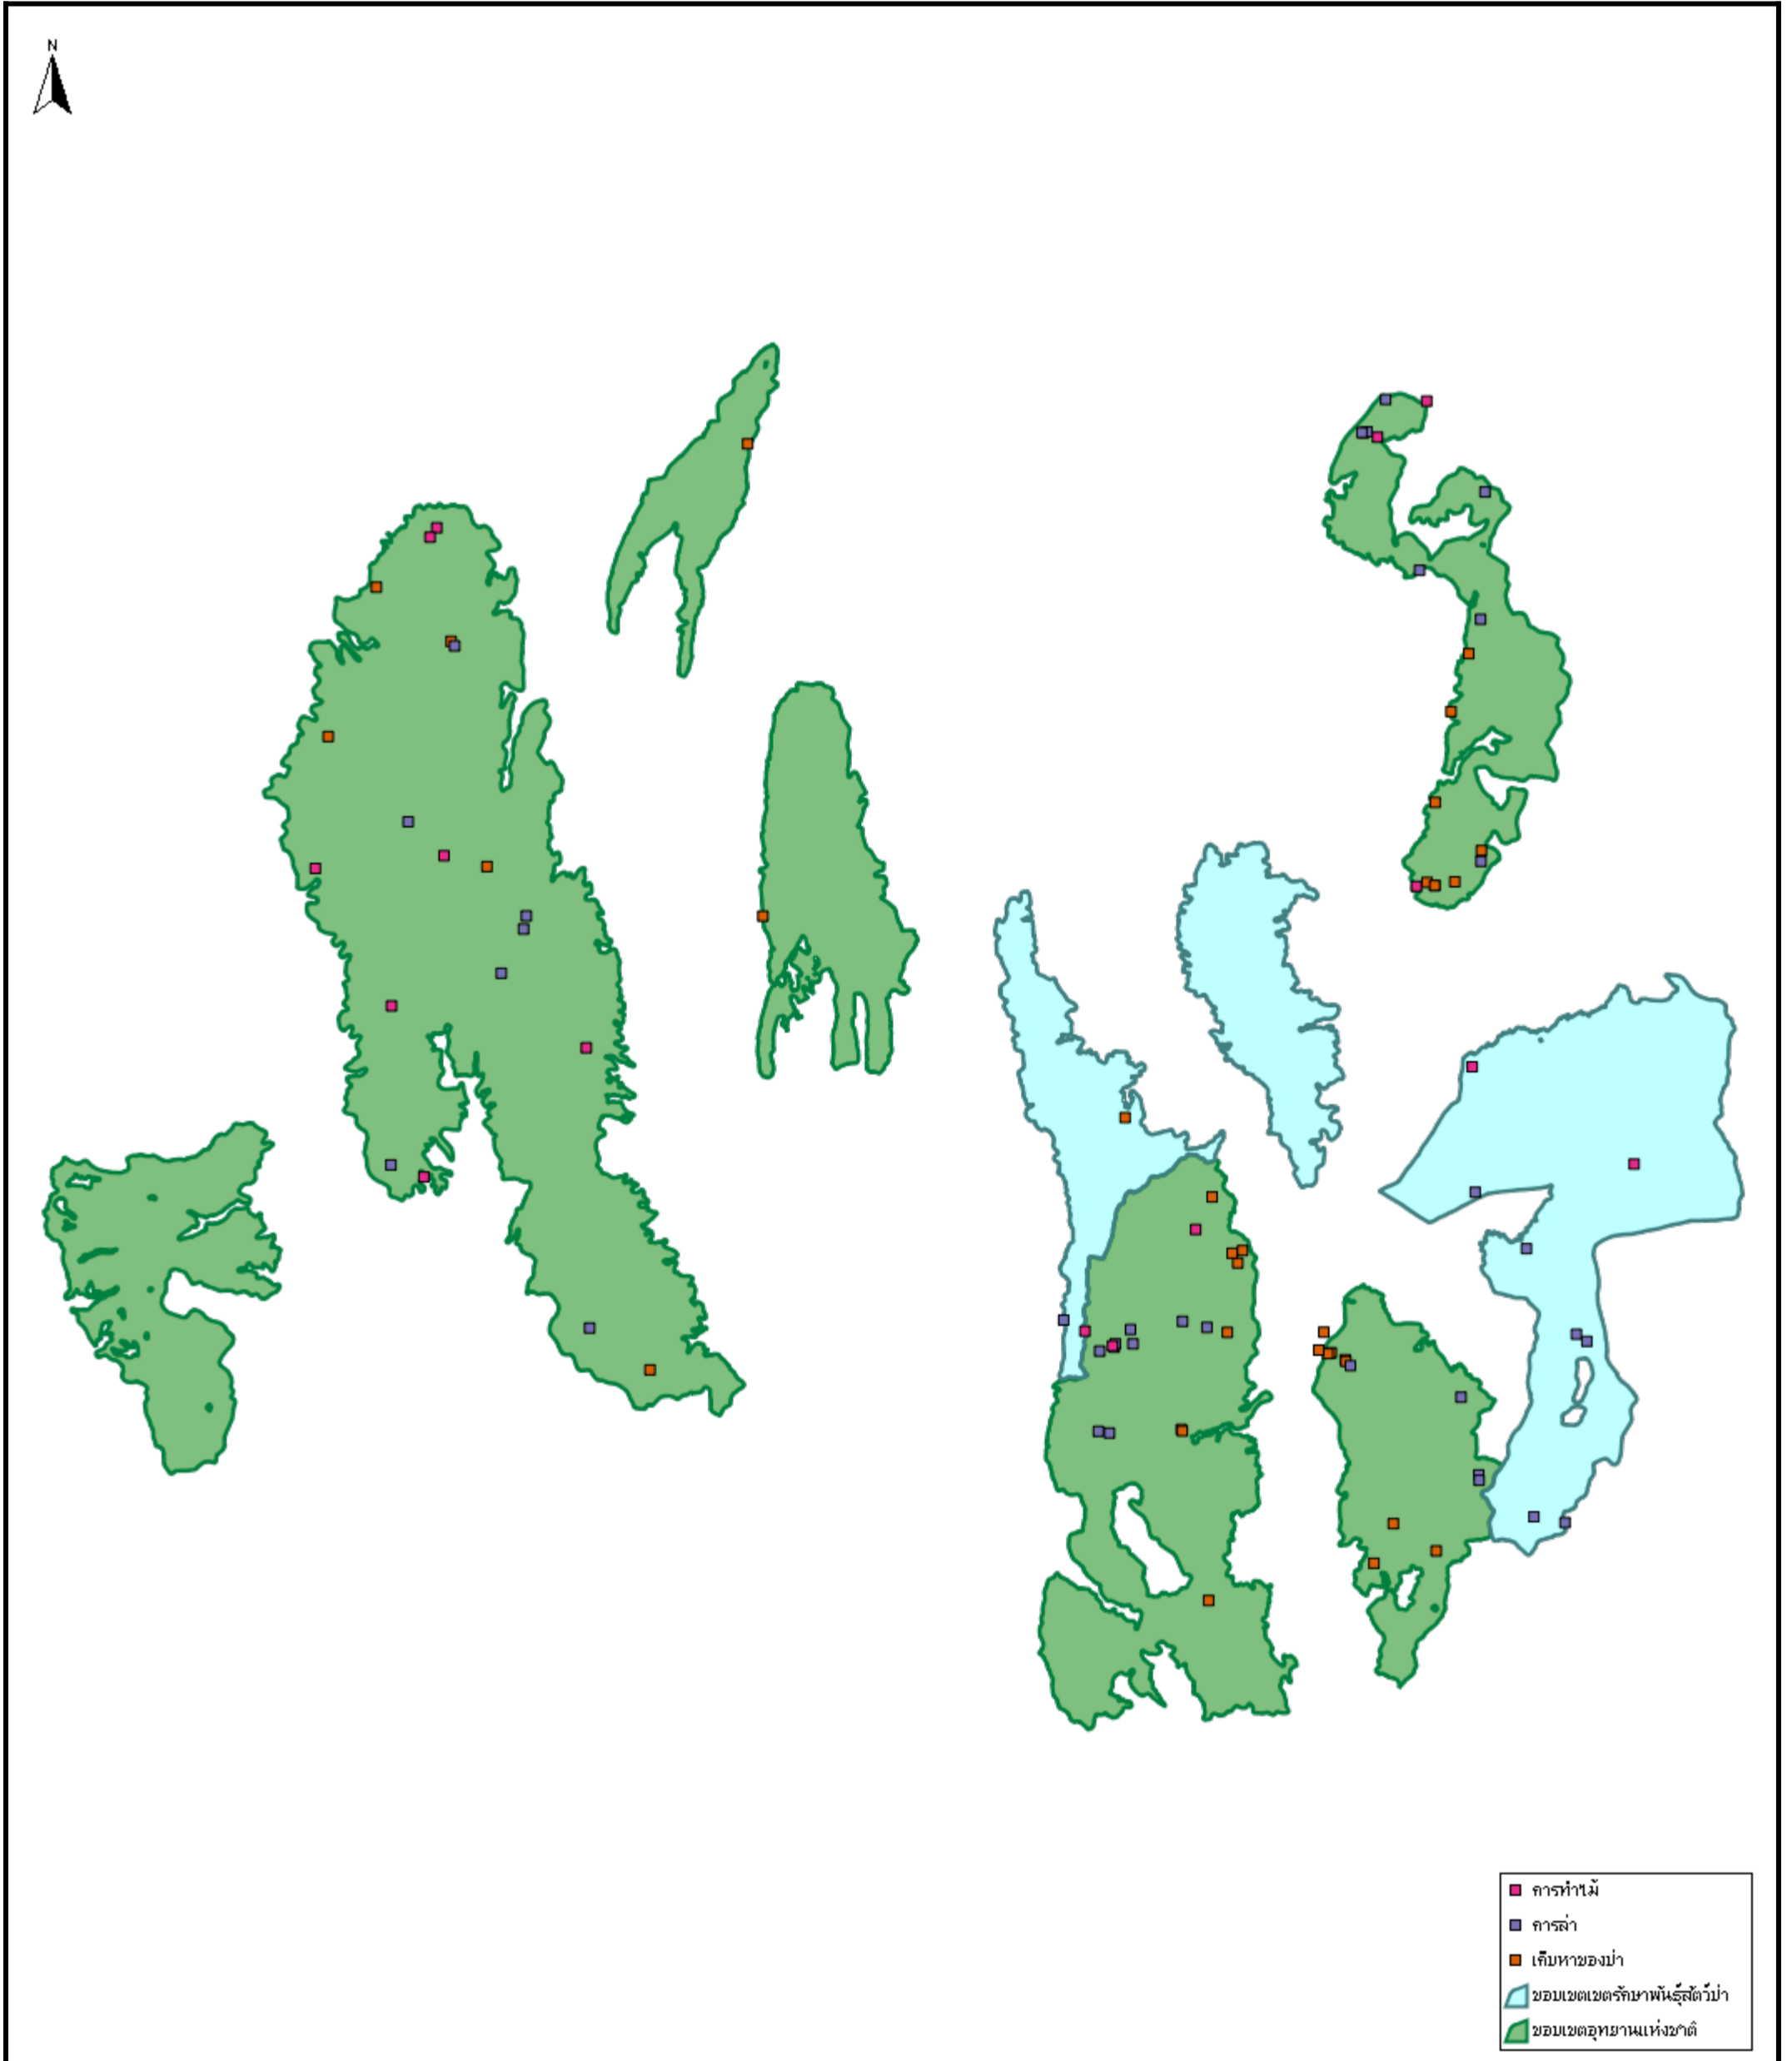 N
การทำไม้
การล่า
เก็บหาของป่า
ขอบเขตเขตรักษาพันธุ์สัตว์ป่า
ขอบเขตอุทยานแห่งชาติ